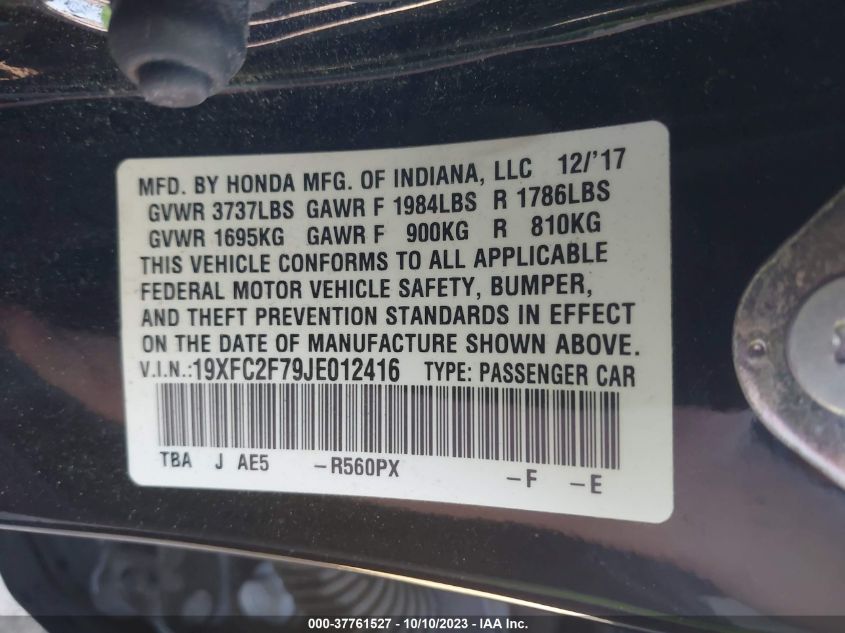 MFD. BY HONDA MFG. OF INDIANA, LLC 12/'17
GVWR 3737LBS GAWR F 1984LBS R 1786LBS
GVWR 1695KG GAWR F 900KG R 810KG
THIS VEHICLE CONFORMS TO ALL APPLICABLE
FEDERAL MOTOR VEHICLE SAFETY, BUMPER,
AND THEFT PREVENTION STANDARDS IN EFFECT
ON THE DATE OF MANUFACTURE SHOWN ABOVE.
V.I.N.:19XFC2F79JE012416 TYPE: PASSENGER CAR
TBA J AE5 -R560PX -F -E
000-37761527 - 10/10/2023 - IAA Inc.